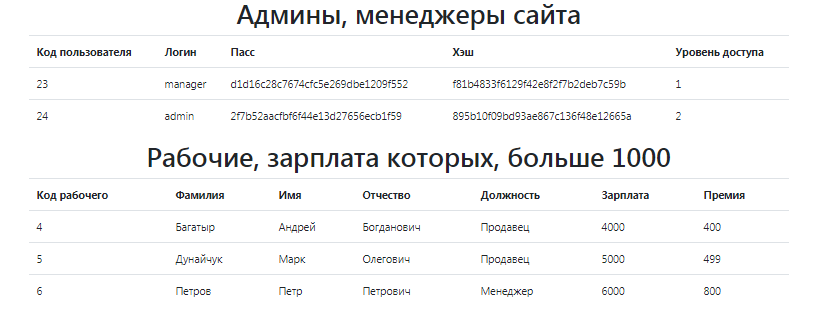 Админы, менеджеры сайта
Код пользователя Логин Пасс Хэш Уровень доступа
23 manager d1d16c28c7674cfc5e269dbe1209f552 f81b4833f6129f42e8f2f7b2deb7c59b 1
24 admin 2f7b52aacfbf6f44e13d27656ecb1f59 895b10f09bd93ae867c136f48e12665a 2
Рабочие, зарплата которых, больше 1000
Код рабочего Фамилия Имя Отчество Должность Зарплата Премия
4 Багатыр Андрей Богданович Продавец 4000 400
5 Дунайчук Марк Олегович Продавец 5000 499
6 Петров Петр Петрович Менеджер 6000 800